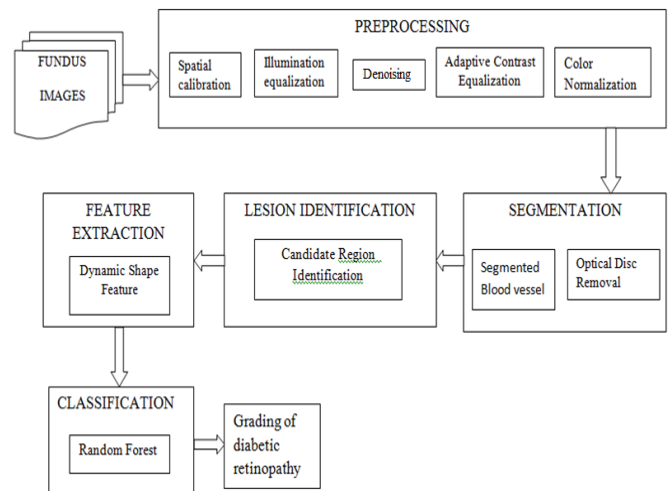 FUNDUS
IMAGES
PREPROCESSING
Spatial
calibration
Illumination
equalization
Denoising
Adaptive Contrast
Equalization
Color
Normalization
FEATURE
EXTRACTION
Dynamic Shape
Feature
LESION IDENTIFICATION
Candidate Region
Identification
SEGMENTATION
Segmented
Blood vessel
Optical Disc
Removal
CLASSIFICATION
Random Forest
Grading of
diabetic
retinopathy